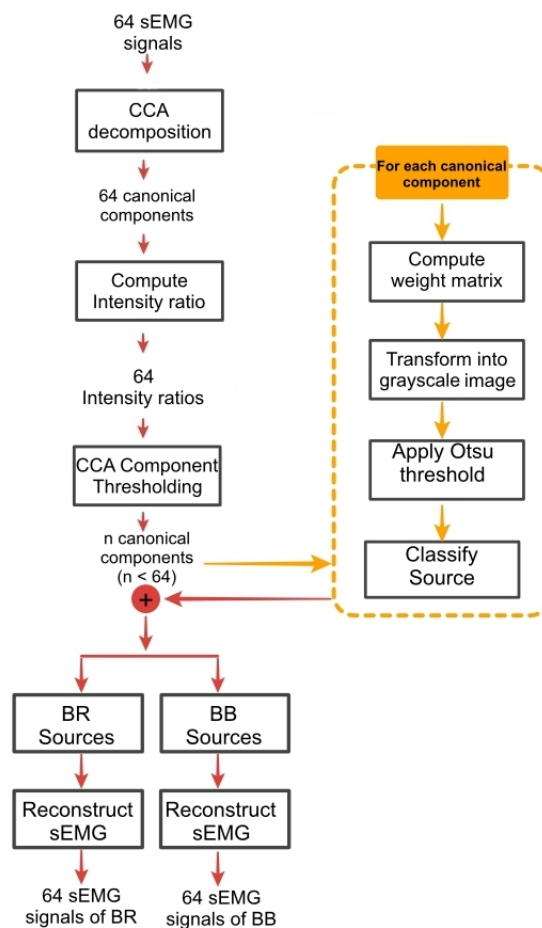 64 sEMG
signals
CCA
decomposition
64 canonical
components
Compute
Intensity ratio
64
Intensity ratios
CCA Component
Thresholding
n canonical
components
(n < 64)
+
For each canonical
component
Compute
weight matrix
Transform into
grayscale image
Apply Otsu
threshold
Classify
Source
BR
Sources
BB
Sources
Reconstruct
sEMG
Reconstruct
sEMG
64 sEMG
signals of BR
64 sEMG
signals of BB